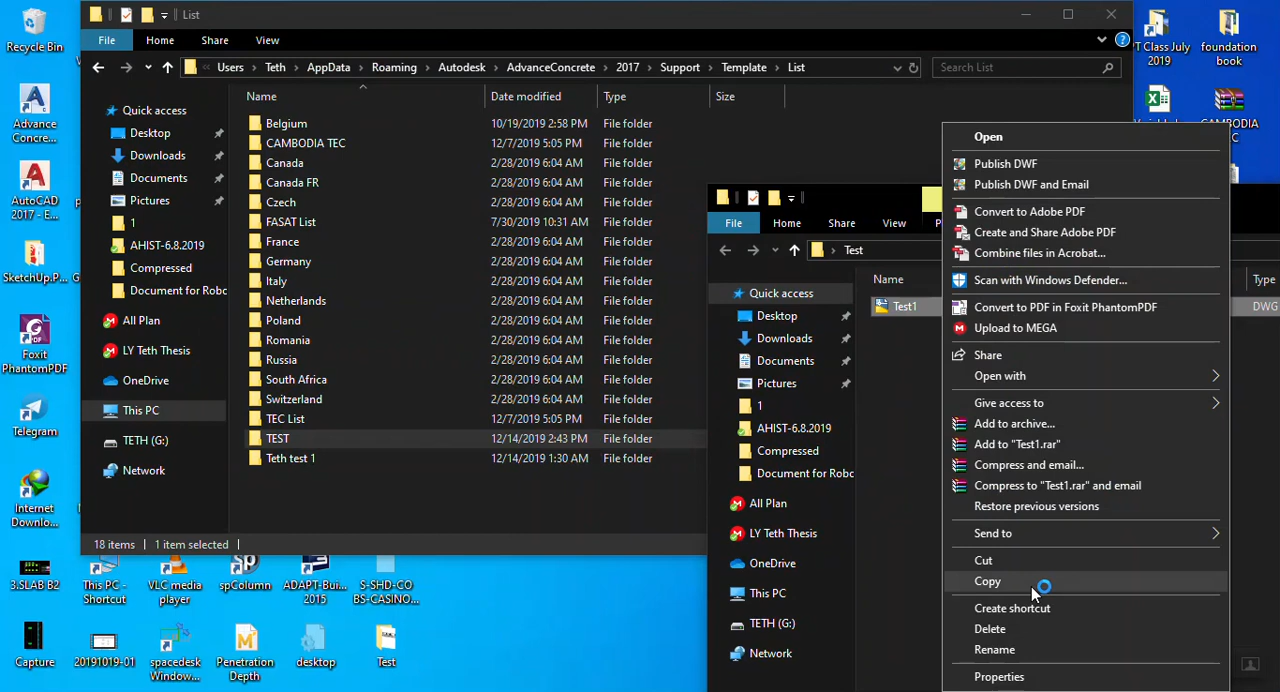 List
File Home Share View
Users Teth AppData Roaming Autodesk AdvanceConcrete 2017 Support Template List
Search List
Name Date modified Type Size
Quick access
Desktop
Downloads
Documents
Pictures
1
AHIST-6.8.2019
Compressed
Document for Robo
All Plan
LY Teth Thesis
OneDrive
This PC
TETH (G:)
Network
Belgium 10/19/2019 2:58 PM File folder
CAMBODIA TEC 12/7/2019 5:05 PM File folder
Canada 2/28/2019 6:04 AM File folder
Canada FR 2/28/2019 6:04 AM File folder
Czech 2/28/2019 6:04 AM File folder
FASAT List 7/30/2019 10:31 AM File folder
France 2/28/2019 6:04 AM File folder
Germany 2/28/2019 6:04 AM File folder
Italy 2/28/2019 6:04 AM File folder
Netherlands 2/28/2019 6:04 AM File folder
Poland 2/28/2019 6:04 AM File folder
Romania 2/28/2019 6:04 AM File folder
Russia 2/28/2019 6:04 AM File folder
South Africa 2/28/2019 6:04 AM File folder
Switzerland 2/28/2019 6:04 AM File folder
TEC List 12/7/2019 5:05 PM File folder
TEST 12/14/2019 2:43 PM File folder
Teth test 1 12/14/2019 1:30 AM File folder
18 items 1 item selected
Recycle Bin
Advance
Concre...
AutoCAD
2017 - E...
SketchUp.P...
Foxit
PhantomPDF
Telegram
Internet
Downlo...
3.SLAB B2
Capture
This PC -
Shortcut
VLC media
player
spColumn
ADAPT-Bui...
2015
S-SHD-CO
BS-CASINO...
20191019-01
spacedesk
Window...
Penetration
Depth
desktop
Test
PT Class July
2019
foundation
book
CAMBODIA
TEC
File Home Share View
Test
Name Type
Test1 DWG
Quick access
Desktop
Downloads
Documents
Pictures
1
AHIST-6.8.2019
Compressed
Document for Robo
All Plan
LY Teth Thesis
OneDrive
This PC
TETH (G:)
Network
Open
Publish DWF
Publish DWF and Email
Convert to Adobe PDF
Create and Share Adobe PDF
Combine files in Acrobat...
Scan with Windows Defender...
Convert to PDF in Foxit PhantomPDF
Upload to MEGA
Share
Open with
Give access to
Add to archive...
Add to "Test1.rar"
Compress and email...
Compress to "Test1.rar" and email
Restore previous versions
Send to
Cut
Copy
Create shortcut
Delete
Rename
Properties